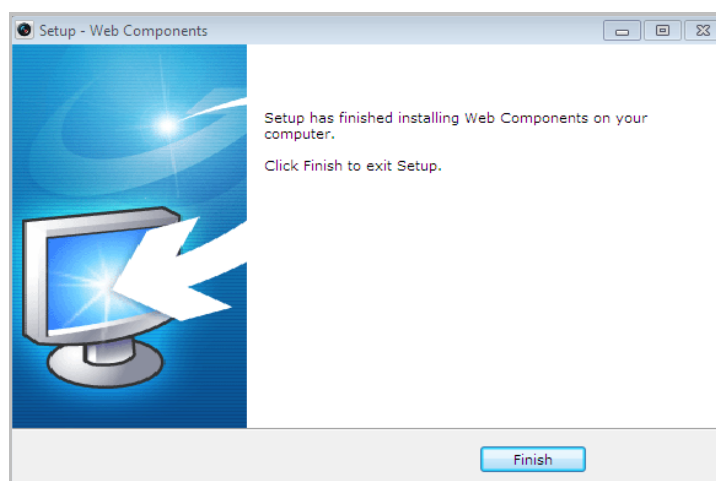 Setup - Web Components
Setup has finished installing Web Components on your
computer.
Click Finish to exit Setup.
Finish